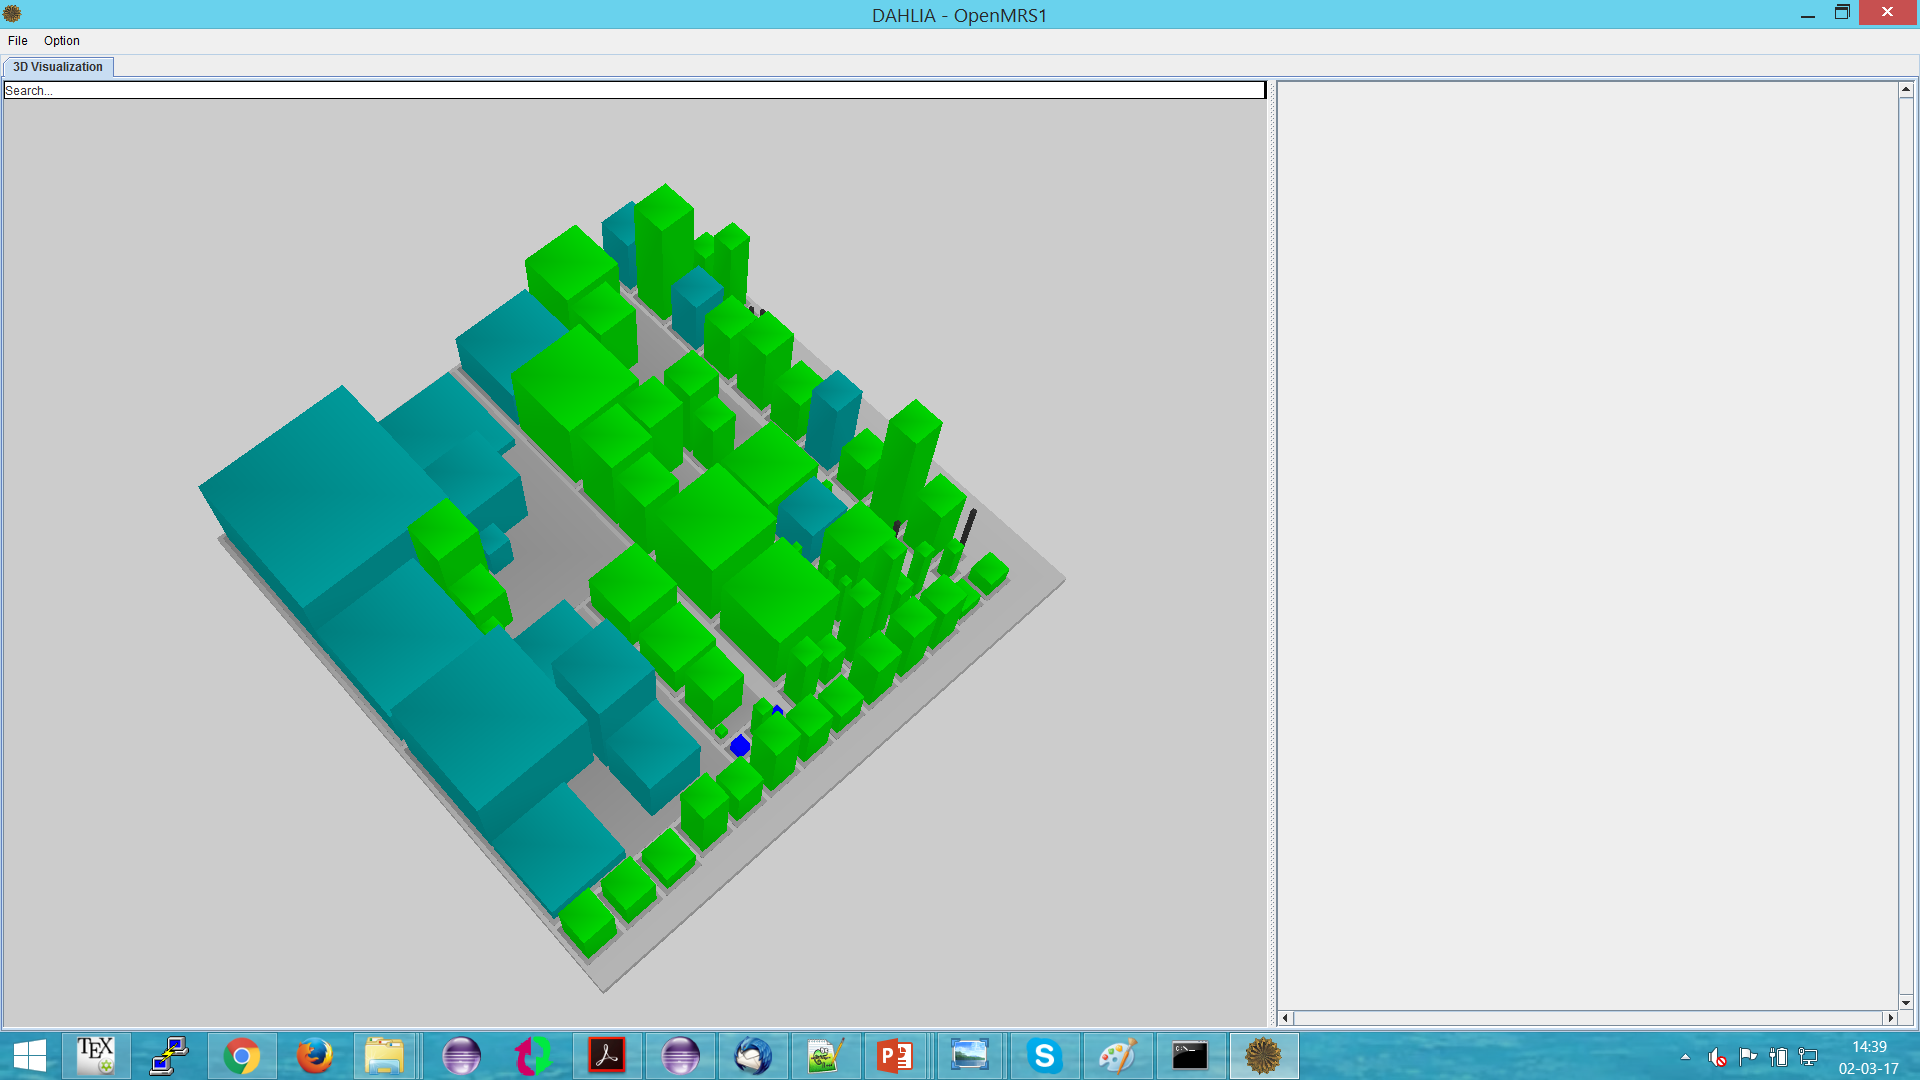 DAHLIA - OpenMRS1
File Option
3D Visualization
Search...
TEX
C:\_
P
S
14:39
02-03-17